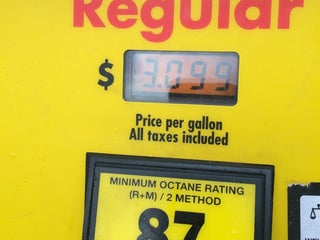 Regular
$ 3.099
Price per gallon
All taxes included
MINIMUM OCTANE RATING
(R+M) / 2 METHOD
87